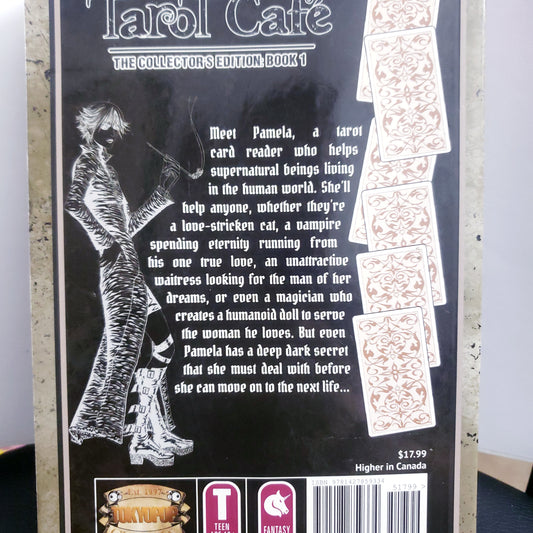 Tarot Café
THE COLLECTOR'S EDITION: BOOK 1
Meet Pamela, a tarot
card reader who helps
supernatural beings living
in the human world. She'll
help anyone, whether they're
a love-stricken cat, a vampire
spending eternity running from
his one true love, an unattractive
waitress looking for the man of her
dreams, or even a magician who
creates a humanoid doll to serve
the woman he loves. But even
Pamela has a deep dark secret
that she must deal with before
she can move on to the next life...
$17.99
Higher in Canada
EST. 1997
TOKYOPOP
T
TEEN
FANTASY
51799 >